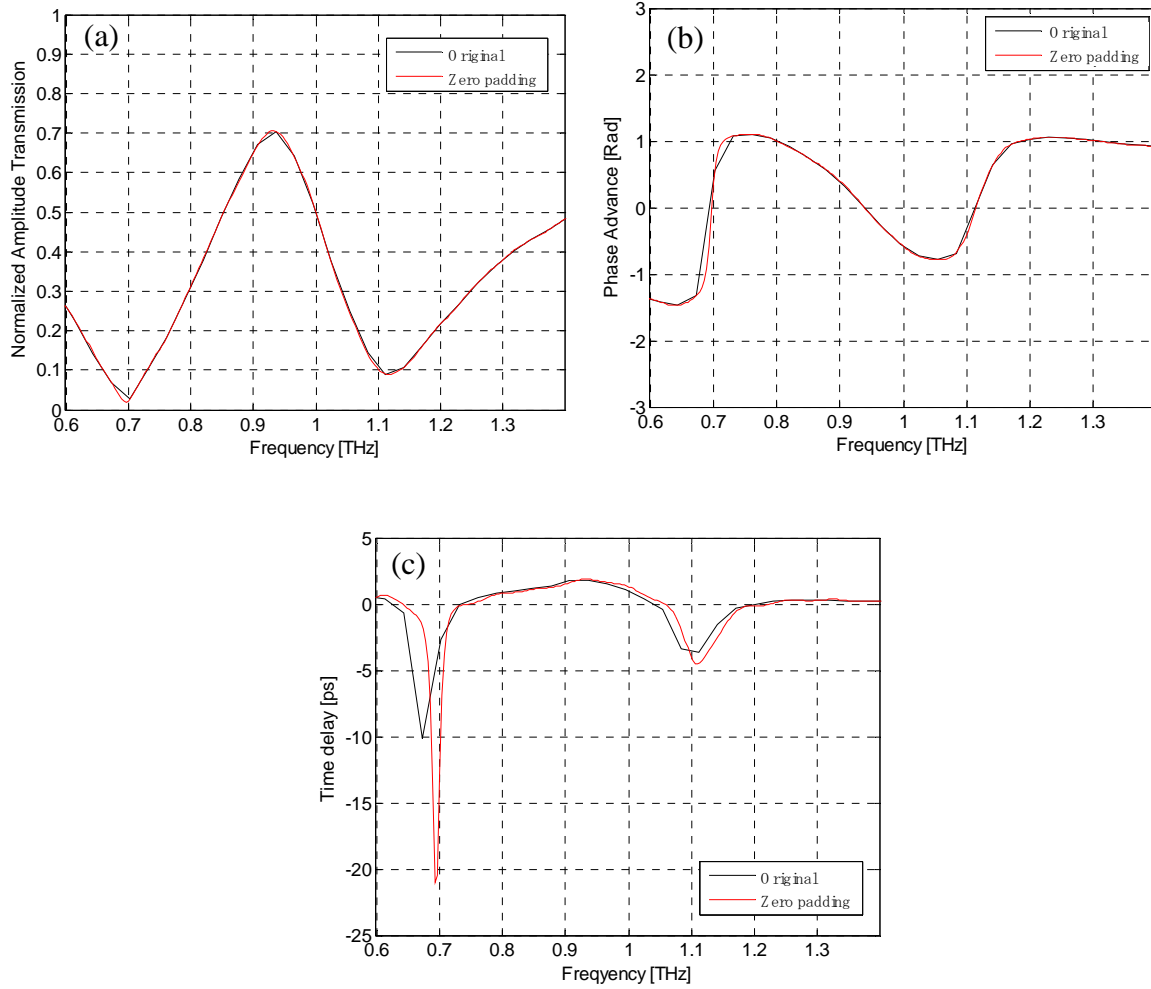 (a)
Original
Zero padding
1
0.9
0.8
0.7
0.6
0.5
0.4
0.3
0.2
0.1
0
Normalized Amplitude Transmission
0.6 0.7 0.8 0.9 1 1.1 1.2 1.3
Frequency [THz]
(b)
Original
Zero padding
3
2
1
0
-1
-2
-3
Phase Advance [Rad]
0.6 0.7 0.8 0.9 1 1.1 1.2 1.3
Frequency [THz]
(c)
5
0
-5
-10
-15
-20
-25
Time delay [ps]
Original
Zero padding
0.6 0.7 0.8 0.9 1 1.1 1.2 1.3
Freqyency [THz]